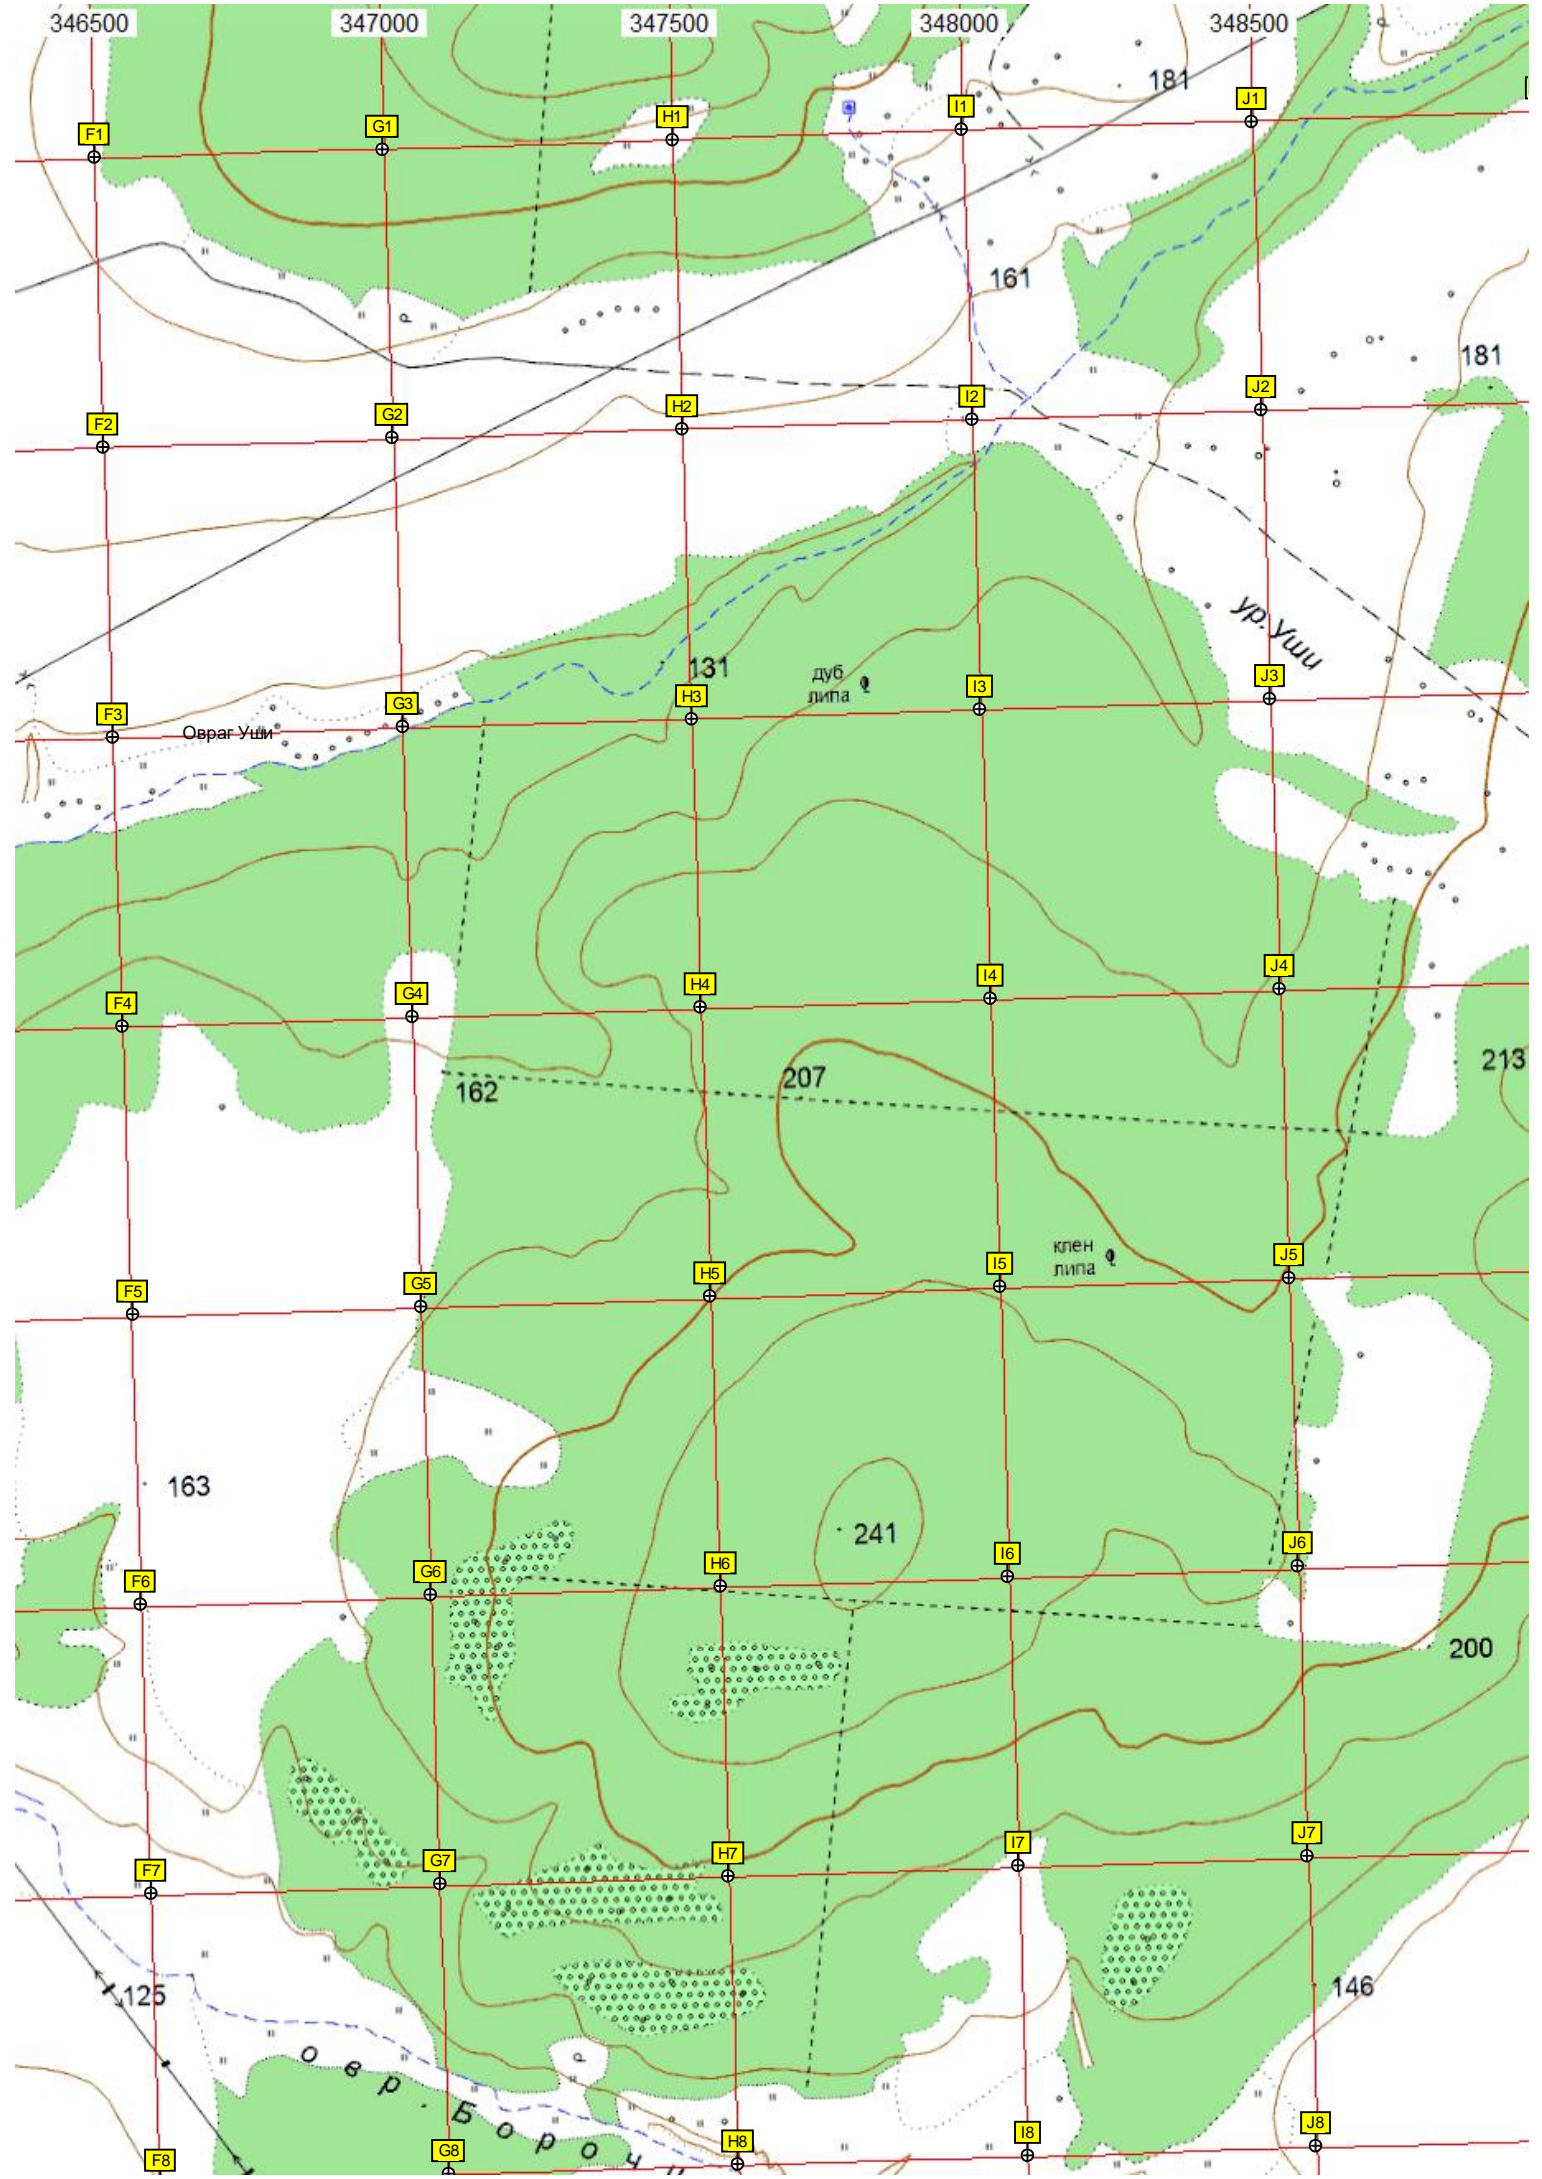 346500 347000 347500 348000 348500
181
F1 G1 H1 I1 J1
161
181
F2 G2 H2 I2 J2
ур. Уши
131
дуб
липа
F3 G3 H3 I3 J3
Овраг Уши
F4 G4 H4 I4 J4
162
207
213
клен
липа
F5 G5 H5 I5 J5
163
241
F6 G6 H6 I6 J6
200
F7 G7 H7 I7 J7
125
146
овр. Бороч
F8 G8 H8 I8 J8